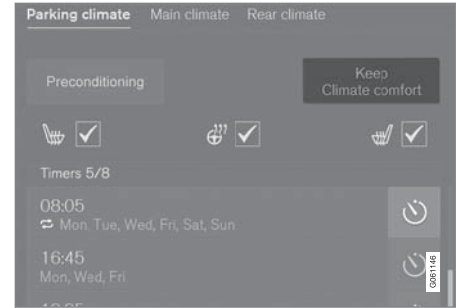 Parking climate Main climate Rear climate
Preconditioning
Keep
Climate comfort
Timers 5/8
08:05
Mon, Tue, Wed, Fri, Sat, Sun
16:45
Mon, Wed, Fri
G061146